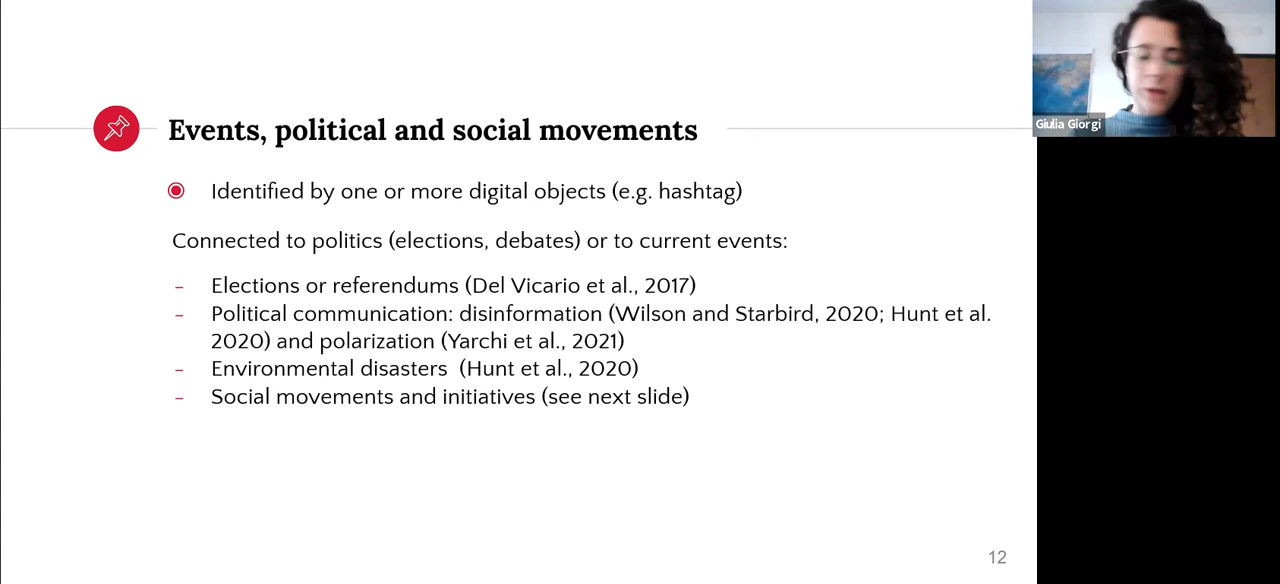 Events, political and social movements
Giulia Giorgi
Identified by one or more digital objects (e.g. hashtag)
Connected to politics (elections, debates) or to current events:
- Elections or referendums (Del Vicario et al., 2017)
- Political communication: disinformation (Wilson and Starbird, 2020; Hunt et al.
2020) and polarization (Yarchi et al., 2021)
- Environmental disasters  (Hunt et al., 2020)
- Social movements and initiatives (see next slide)
12